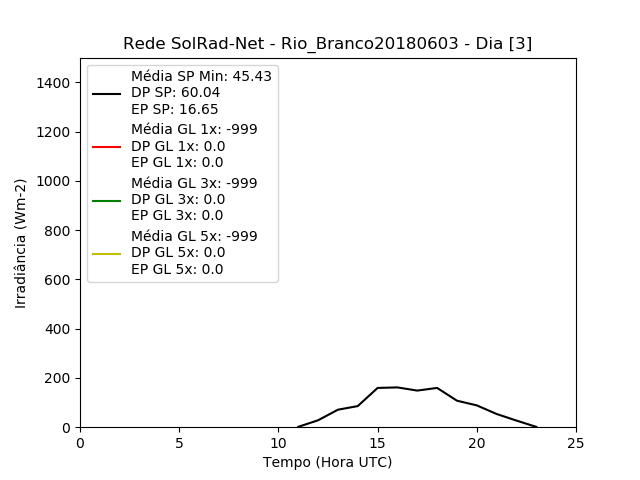 Rede SolRad-Net - Rio_Branco20180603 - Dia [3]
Média SP Min: 45.43
DP SP: 60.04
EP SP: 16.65
Média GL 1x: -999
DP GL 1x: 0.0
EP GL 1x: 0.0
Média GL 3x: -999
DP GL 3x: 0.0
EP GL 3x: 0.0
Média GL 5x: -999
DP GL 5x: 0.0
EP GL 5x: 0.0
Irradiância (Wm-2)
1400
1200
1000
800
600
400
200
0
0 5 10 15 20 25
Tempo (Hora UTC)